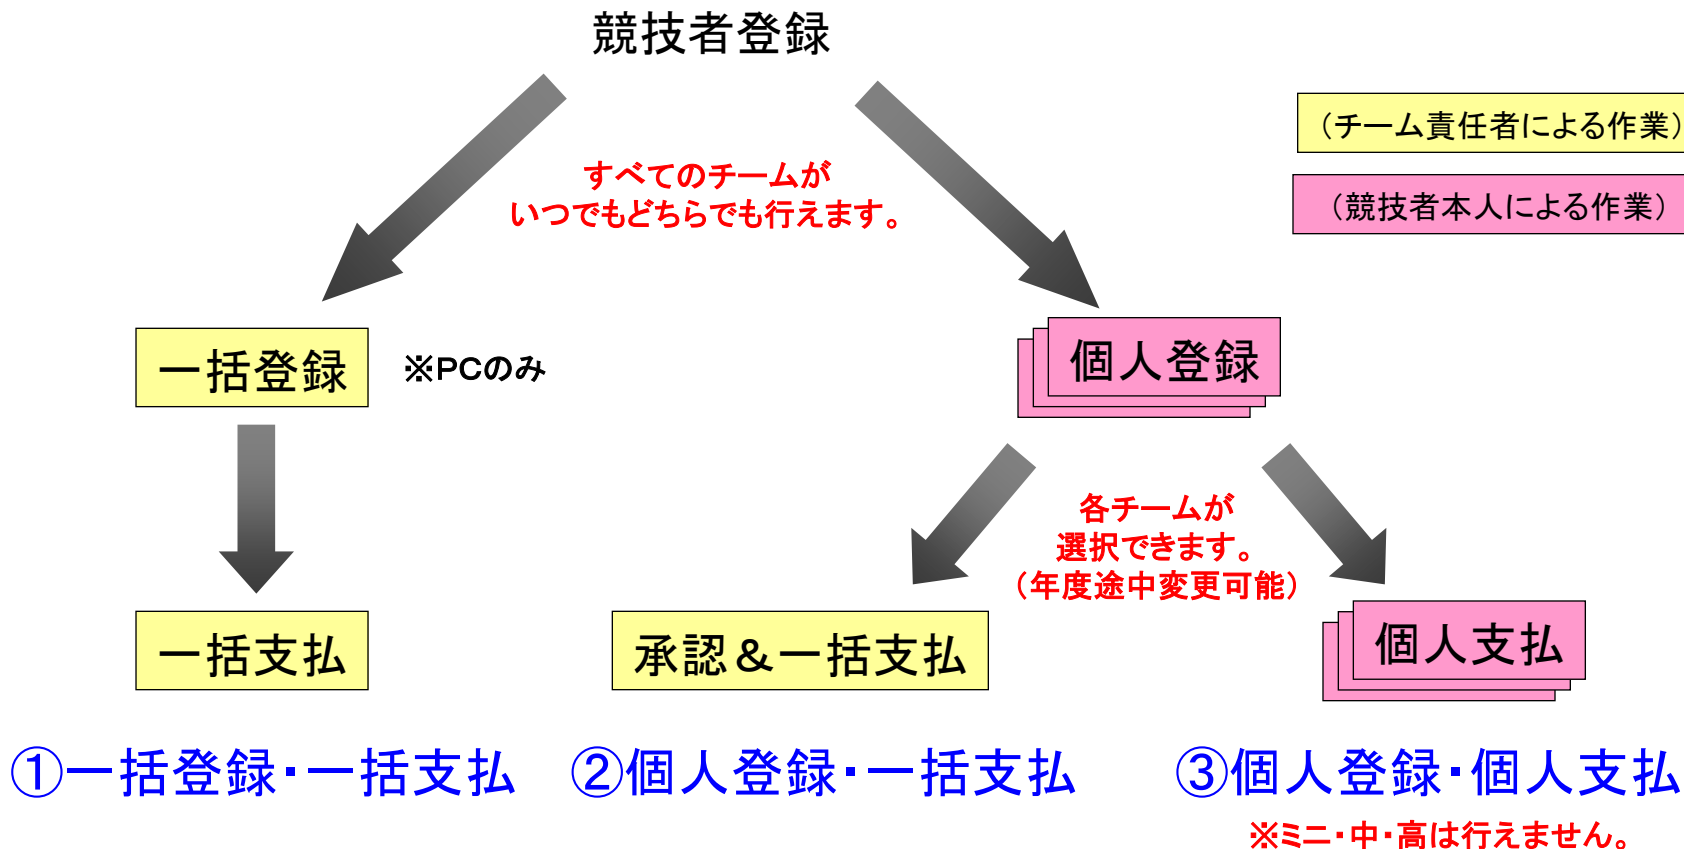 競技者登録
（チーム責任者による作業）
（競技者本人による作業）
すべてのチームが
いつでもどちらでも行えます。
一括登録
※PCのみ
個人登録
各チームが
選択できます。
（年度途中変更可能）
一括支払
承認＆一括支払
個人支払
①一括登録・一括支払
②個人登録・一括支払
③個人登録・個人支払
※ミニ・中・高は行えません。